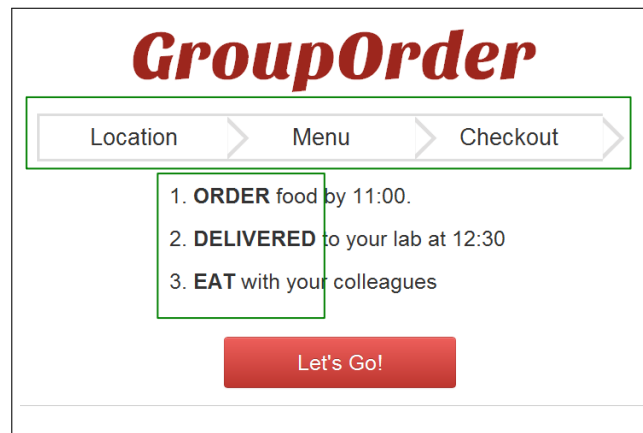 GroupOrder
Location Menu Checkout
1. ORDER food by 11:00.
2. DELIVERED to your lab at 12:30
3. EAT with your colleagues
Let's Go!